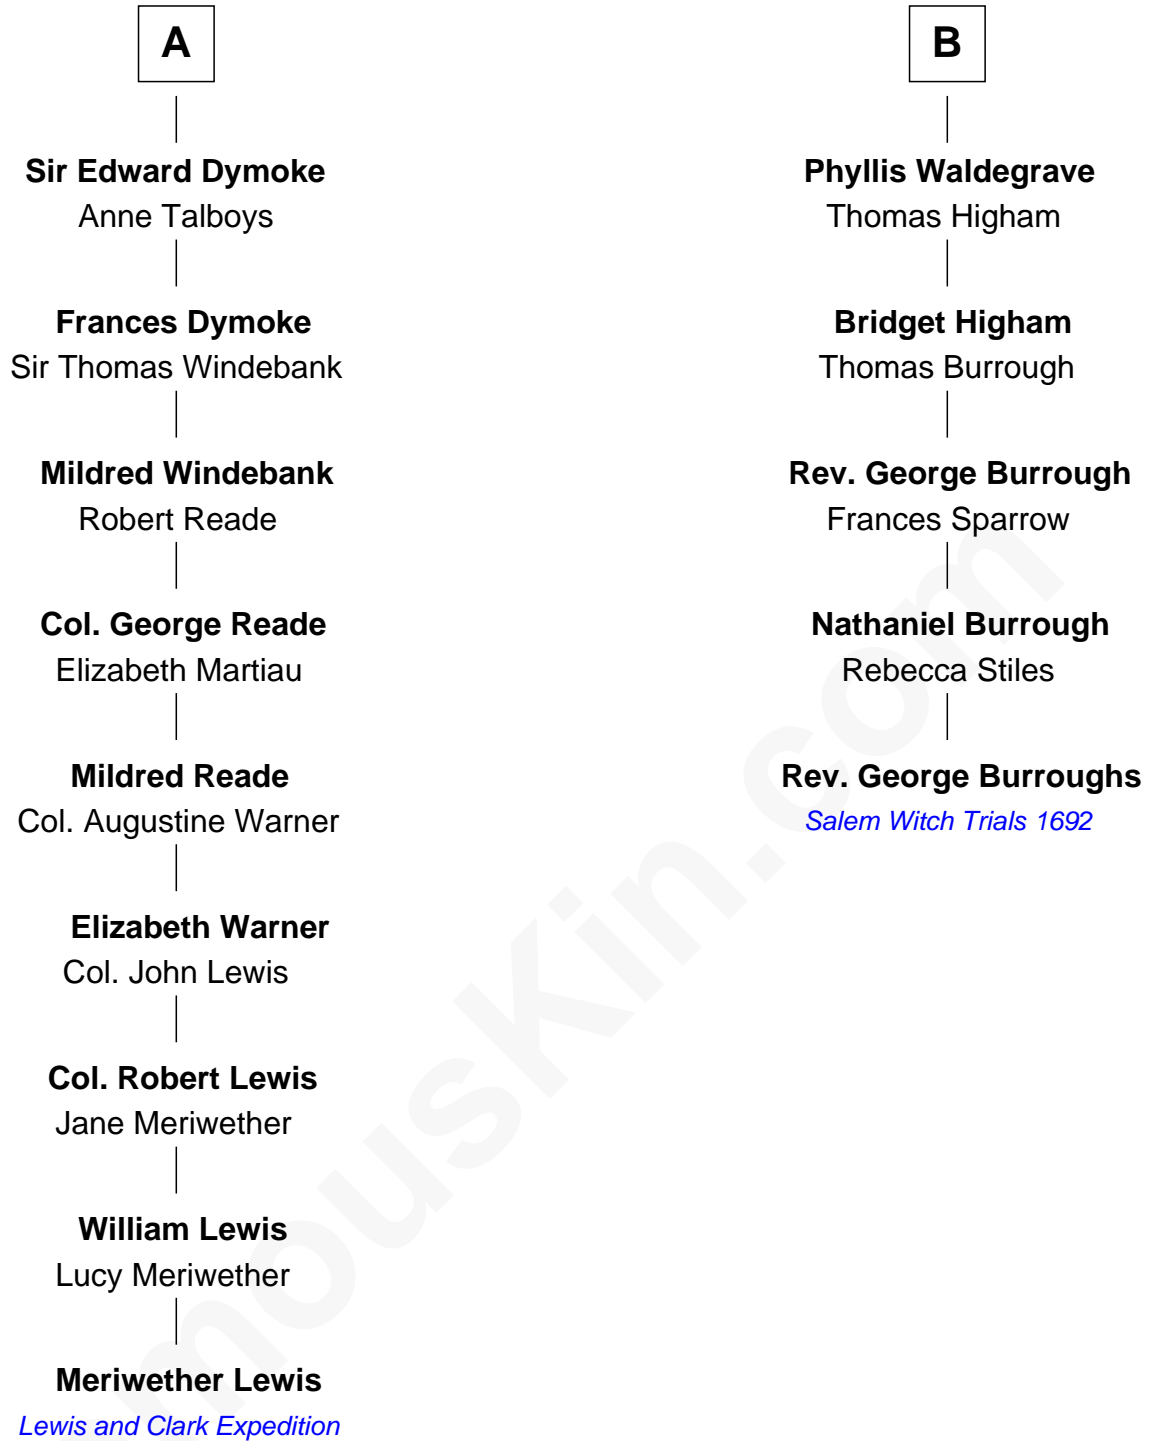 A
Sir Edward Dymoke
Anne Talboys
Frances Dymoke
Sir Thomas Windebank
Mildred Windebank
Robert Reade
Col. George Reade
Elizabeth Martiau
Mildred Reade
Col. Augustine Warner
Elizabeth Warner
Col. John Lewis
Col. Robert Lewis
Jane Meriwether
William Lewis
Lucy Meriwether
Meriwether Lewis
Lewis and Clark Expedition
B
Phyllis Waldegrave
Thomas Higham
Bridget Higham
Thomas Burrough
Rev. George Burrough
Frances Sparrow
Nathaniel Burrough
Rebecca Stiles
Rev. George Burroughs
Salem Witch Trials 1692
mousKin.com